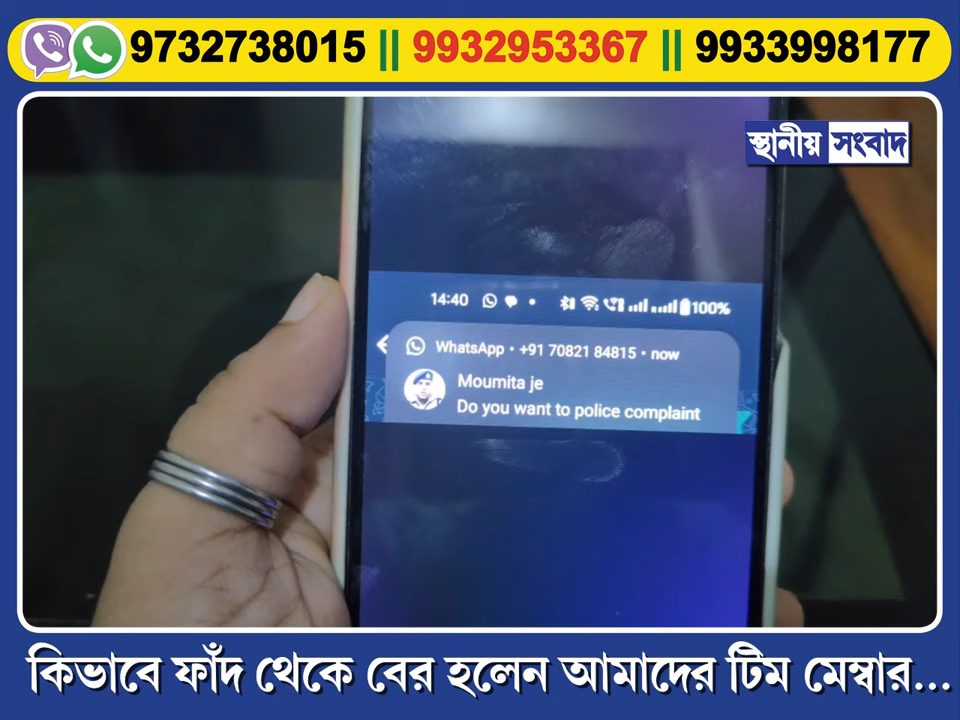 9732738015 || 9932953367 || 9933998177
স্থানীয় সংবাদ
14:40 100%
WhatsApp • +91 70821 84815 • now
Moumita je
Do you want to police complaint
কিভাবে ফাঁদ থেকে বের হলেন আমাদের টিম মেম্বার...